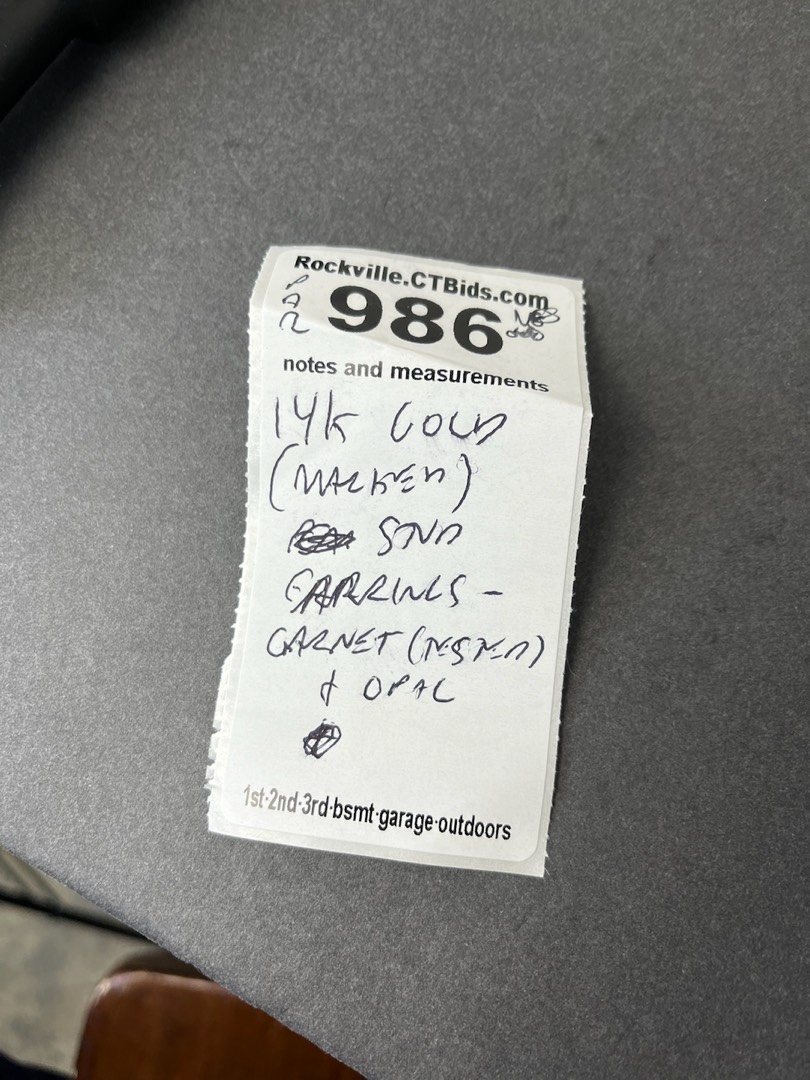 Rockville.CTBids.com
PAR
986
notes and measurements
14K GOLD
(MARKED)
STUD
EARRINGS -
GARNET (TESTED)
& OPAL
1st·2nd·3rd·bsmt·garage·outdoors